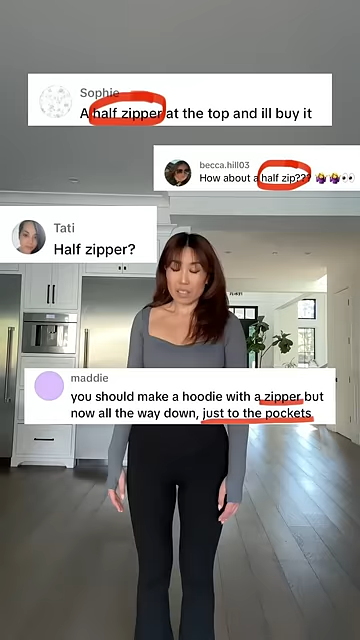 Sophie
A half zipper at the top and ill buy it
becca.hill03
How about a half zip??? 🤷‍♀️🤷‍♀️👀
Tati
Half zipper?
maddie
you should make a hoodie with a zipper but
now all the way down, just to the pockets